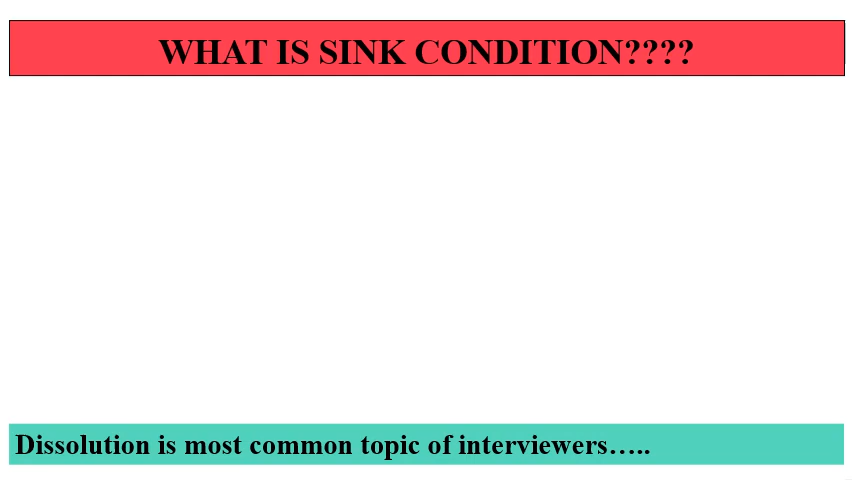 WHAT IS SINK CONDITION????
Dissolution is most common topic of interviewers…..